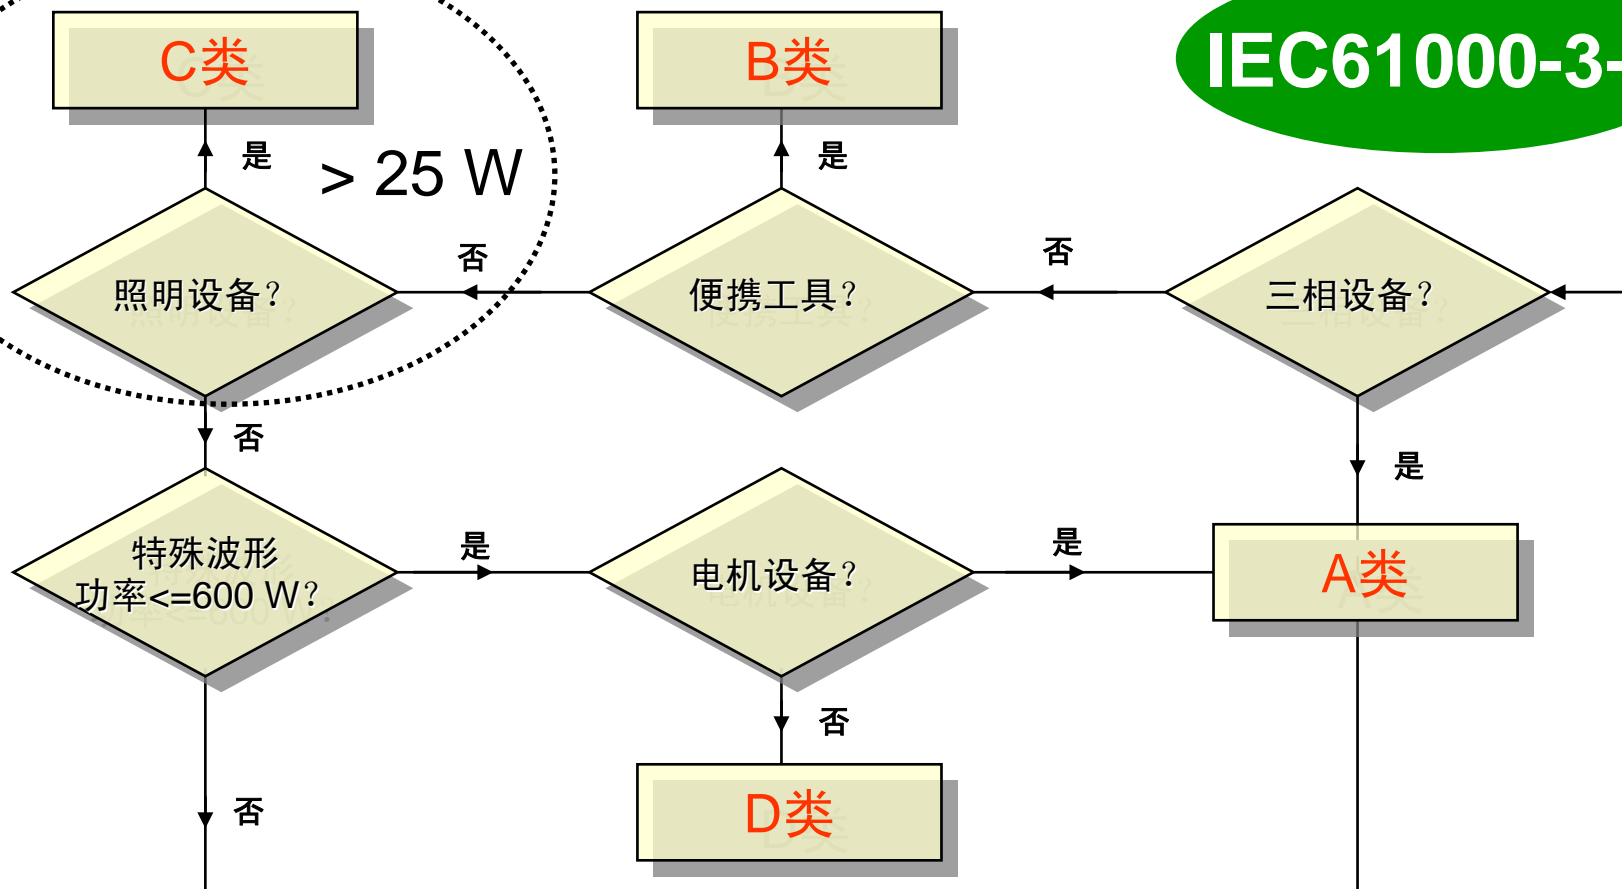 C类
B类
IEC61000-3-
是
> 25 W
是
否
否
照明设备?
便携工具?
三相设备?
否
是
特殊波形
功率<=600 W?
是
电机设备?
是
A类
否
否
D类